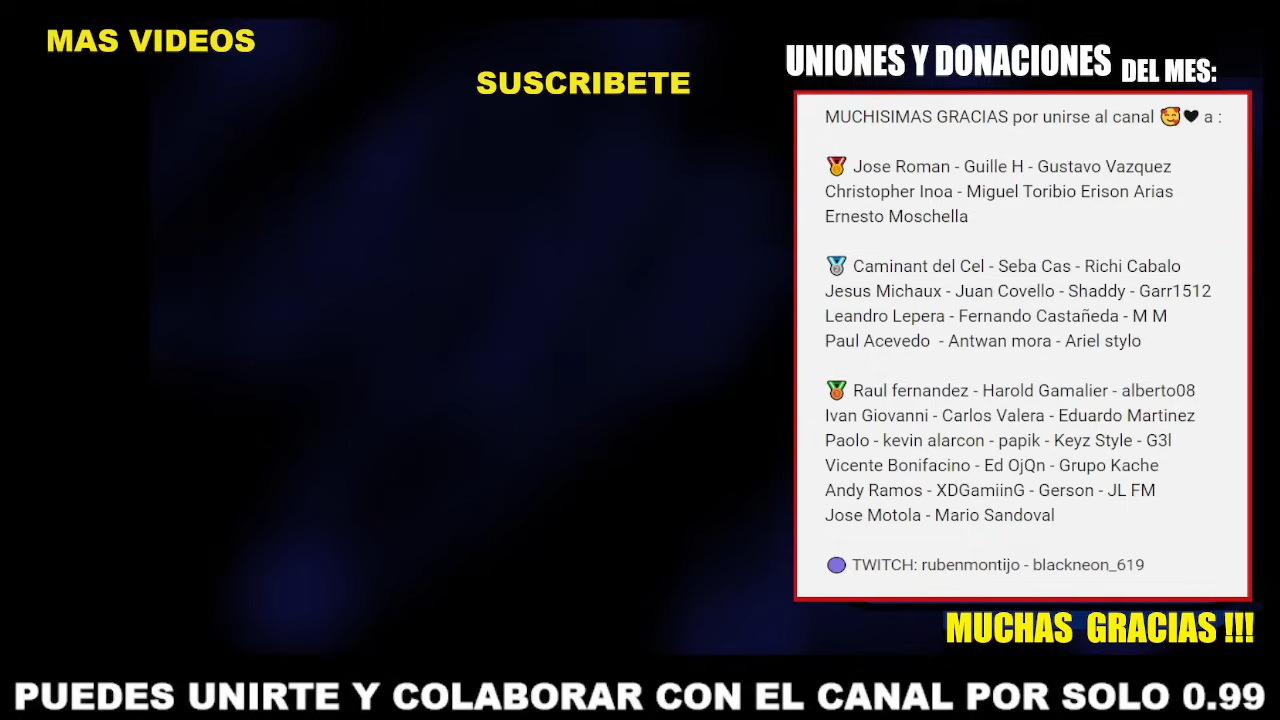 MAS VIDEOS
SUSCRIBETE
UNIONES Y DONACIONES DEL MES:
MUCHISIMAS GRACIAS por unirse al canal 🥰🖤 a :
🥇 Jose Roman - Guille H - Gustavo Vazquez
Christopher Inoa - Miguel Toribio Erison Arias
Ernesto Moschella
🥈 Caminant del Cel - Seba Cas - Richi Cabalo
Jesus Michaux - Juan Covello - Shaddy - Garr1512
Leandro Lepera - Fernando Castañeda - M M
Paul Acevedo  - Antwan mora - Ariel stylo
🥉 Raul fernandez - Harold Gamalier - alberto08
Ivan Giovanni - Carlos Valera - Eduardo Martinez
Paolo - kevin alarcon - papik - Keyz Style - G3l
Vicente Bonifacino - Ed OjQn - Grupo Kache
Andy Ramos - XDGamiinG - Gerson - JL FM
Jose Motola - Mario Sandoval
🟣 TWITCH: rubenmontijo - blackneon_619
MUCHAS GRACIAS !!!
PUEDES UNIRTE Y COLABORAR CON EL CANAL POR SOLO 0.99